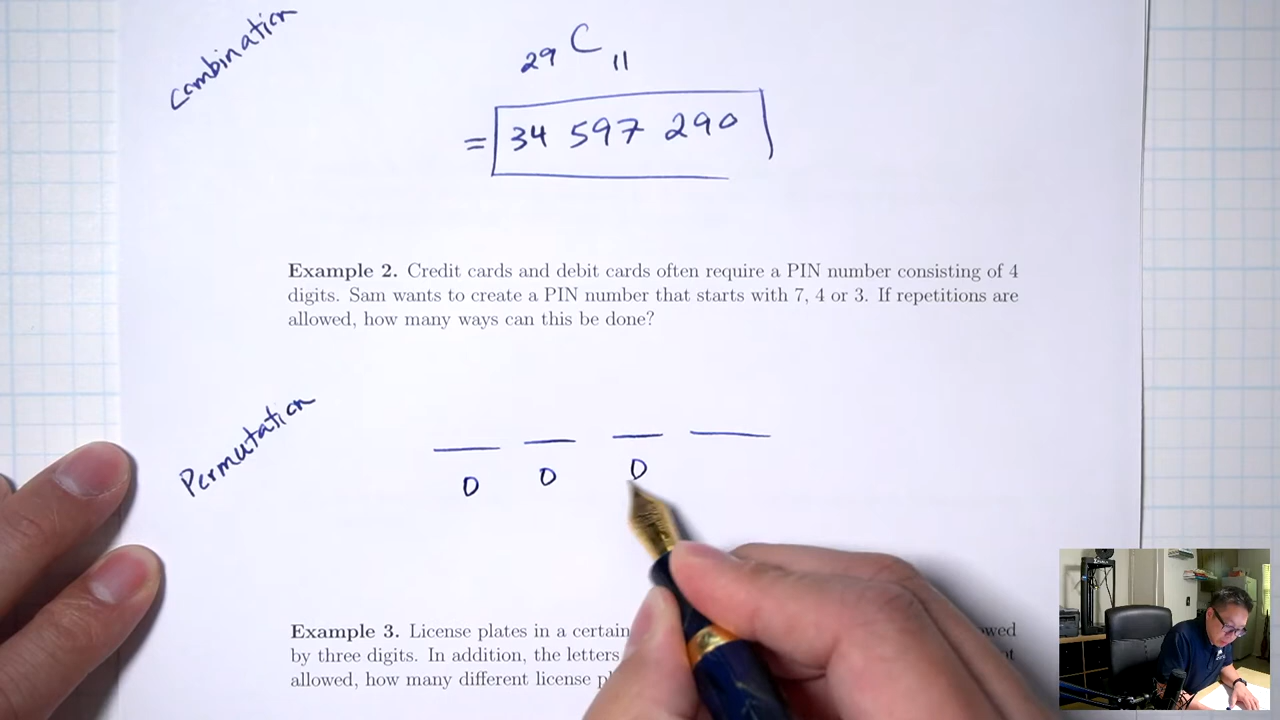 Combination
29 C 11
= 34 597 290
Example 2. Credit cards and debit cards often require a PIN number consisting of 4
digits. Sam wants to create a PIN number that starts with 7, 4 or 3. If repetitions are
allowed, how many ways can this be done?
Permutation
D D D
Example 3. License plates in a certain
by three digits. In addition, the letters
allowed, how many different license